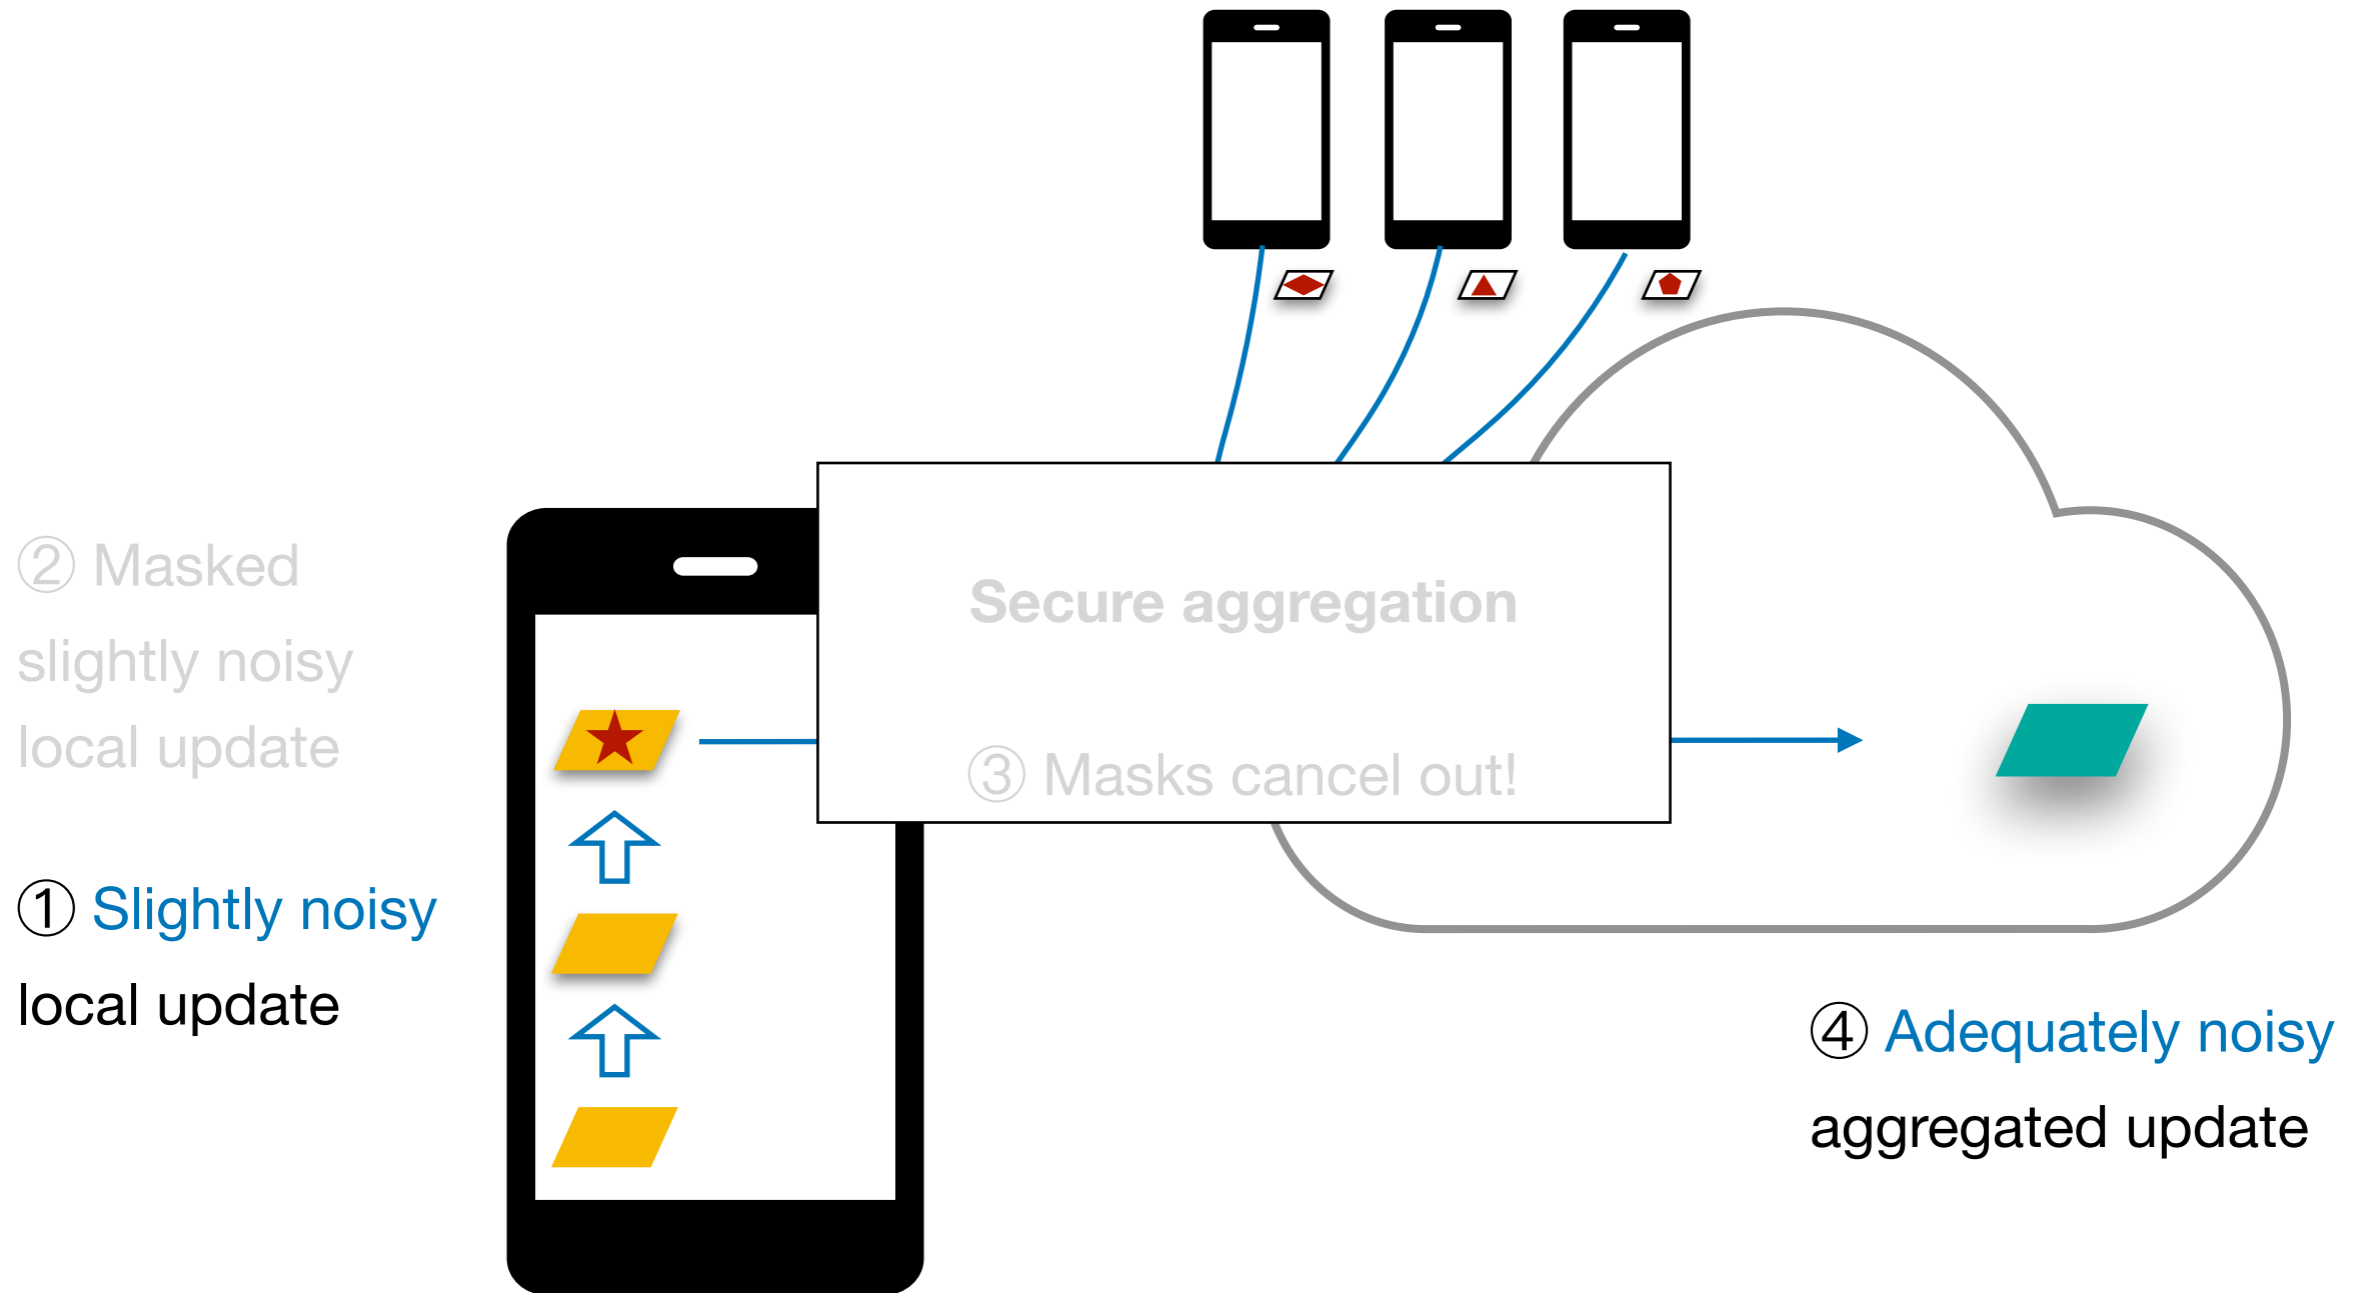 ② Masked
slightly noisy
local update
① Slightly noisy
local update
Secure aggregation
③ Masks cancel out!
④ Adequately noisy
aggregated update